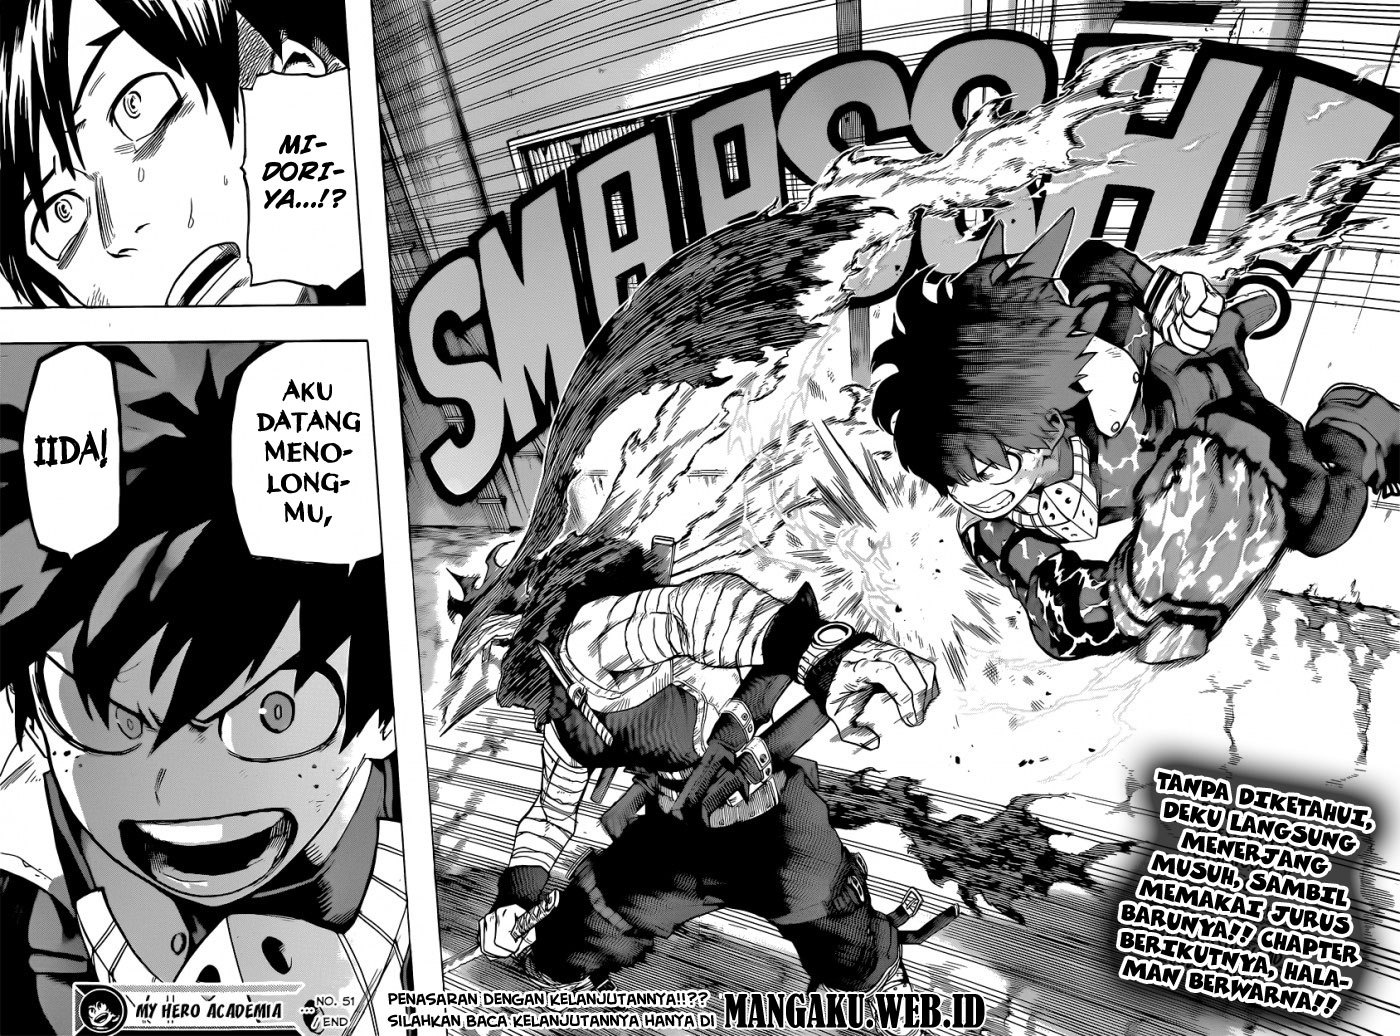 SMAASSSH!
MI-
DORI-
YA...!?
AKU
DATANG
MENO-
LONG-
MU,
IIDA!
TANPA DIKETAHUI,
DEKU LANGSUNG
MENERJANG
MUSUH, SAMBIL
MEMAKAI JURUS
BARUNYA!! CHAPTER
BERIKUTNYA, HALA-
MAN BERWARNA!!
MY HERO ACADEMIA
NO. 51
END
PENASARAN DENGAN KELANJUTANNYA!!??
SILAHKAN BACA KELANJUTANNYA HANYA DI MANGAKU.WEB.ID